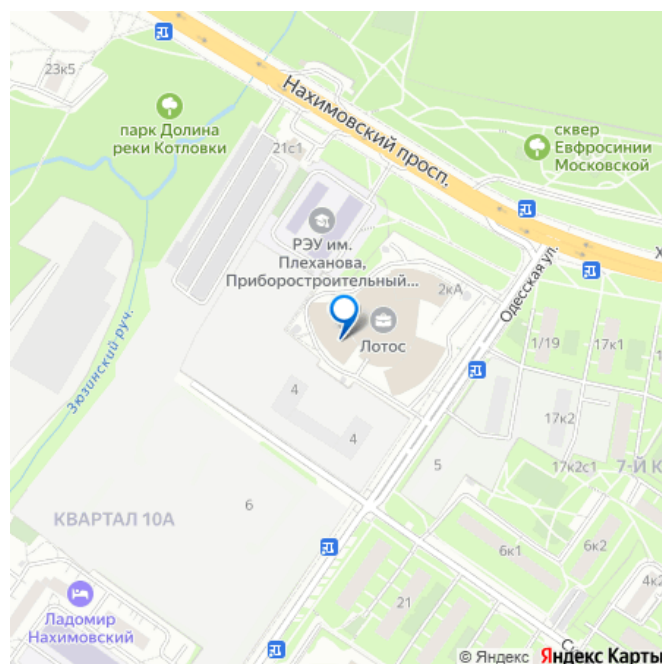 23к5
парк Долина
реки Котловки
Нахимовский просп.
сквер
Евфросинии
Московской
21с1
РЭУ им.
Плеханова,
Приборостроительный...
2кА
Одесская ул.
Х
Лотос
1/19
17к1
Зюзинский руч.
4
4
17к2
5
17к2с1
7-Й К
КВАРТАЛ 10А
6
6к1
6к2
4к2
Ладомир
Нахимовский
21
© Яндекс Яндекс Карты